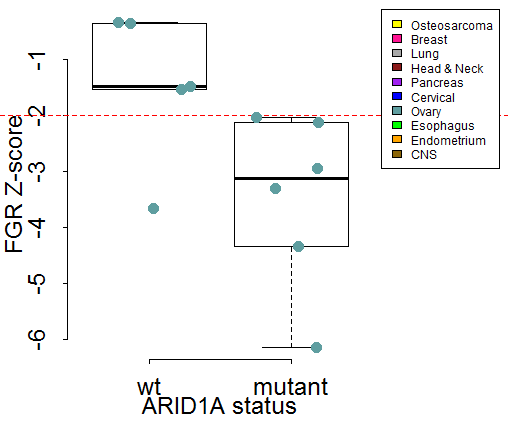 FGR Z-score
-1
-2
-3
-4
-5
-6
wt
mutant
ARID1A status
Osteosarcoma
Breast
Lung
Head & Neck
Pancreas
Cervical
Ovary
Esophagus
Endometrium
CNS